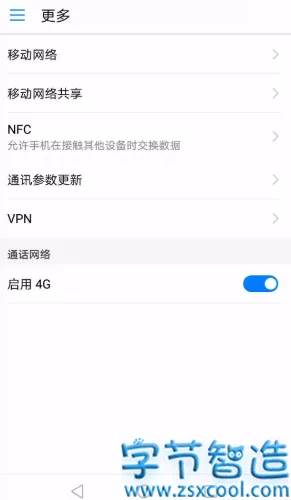 更多
移动网络
移动网络共享
NFC
允许手机在接触其他设备时交换数据
通讯参数更新
VPN
通话网络
启用 4G
字节智造
www.zsxcool.com